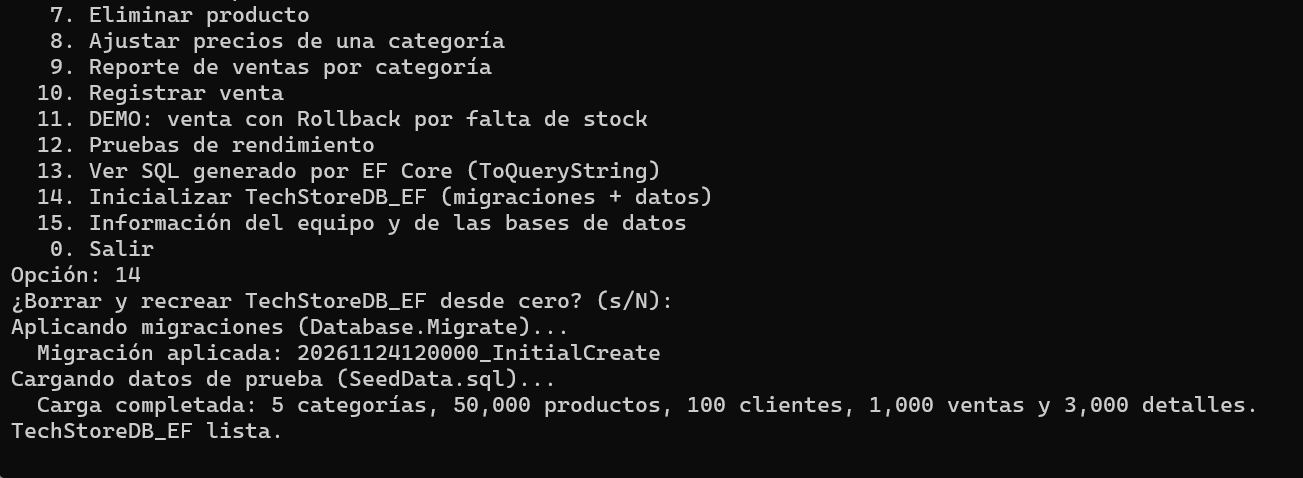 7. Eliminar producto
8. Ajustar precios de una categoría
9. Reporte de ventas por categoría
10. Registrar venta
11. DEMO: venta con Rollback por falta de stock
12. Pruebas de rendimiento
13. Ver SQL generado por EF Core (ToQueryString)
14. Inicializar TechStoreDB_EF (migraciones + datos)
15. Información del equipo y de las bases de datos
0. Salir
Opción: 14
¿Borrar y recrear TechStoreDB_EF desde cero? (s/N):
Aplicando migraciones (Database.Migrate)...
Migración aplicada: 20261124120000_InitialCreate
Cargando datos de prueba (SeedData.sql)...
Carga completada: 5 categorías, 50,000 productos, 100 clientes, 1,000 ventas y 3,000 detalles.
TechStoreDB_EF lista.